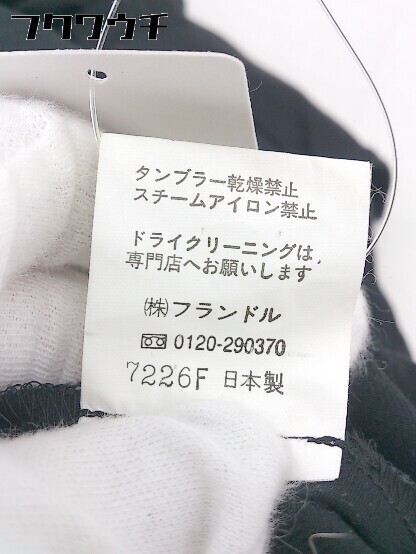 フクウクウチ
タンブラー乾燥禁止
スチームアイロン禁止
ドライクリーニングは,
専門店へお願いします
㈱フランドル
0120-290370
7226F 日本製